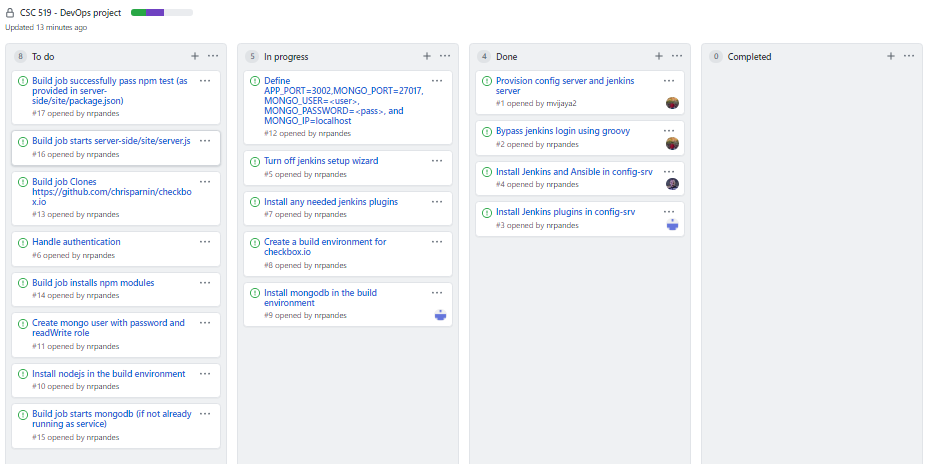 CSC 519 - DevOps project
Updated 13 minutes ago
8 To do
Build job successfully pass npm test (as
provided in server-
side/site/package.json)
#17 opened by nrpandes
Build job starts server-side/site/server.js
#16 opened by nrpandes
Build job Clones
https://github.com/chrisparnin/checkbo
x.io
#13 opened by nrpandes
Handle authentication
#6 opened by nrpandes
Build job installs npm modules
#14 opened by nrpandes
Create mongo user with password and
readWrite role
#11 opened by nrpandes
Install nodejs in the build environment
#10 opened by nrpandes
Build job starts mongodb (if not already
running as service)
#15 opened by nrpandes
5 In progress
Define
APP_PORT=3002,MONGO_PORT=27017,
MONGO_USER=<user>,
MONGO_PASSWORD=<pass>, and
MONGO_IP=localhost
#12 opened by nrpandes
Turn off jenkins setup wizard
#5 opened by nrpandes
Install any needed jenkins plugins
#7 opened by nrpandes
Create a build environment for
checkbox.io
#8 opened by nrpandes
Install mongodb in the build
environment
#9 opened by nrpandes
4 Done
Provision config server and jenkins
server
#1 opened by mvijaya2
Bypass jenkins login using groovy
#2 opened by nrpandes
Install Jenkins and Ansible in config-srv
#4 opened by nrpandes
Install Jenkins plugins in config-srv
#3 opened by nrpandes
0 Completed